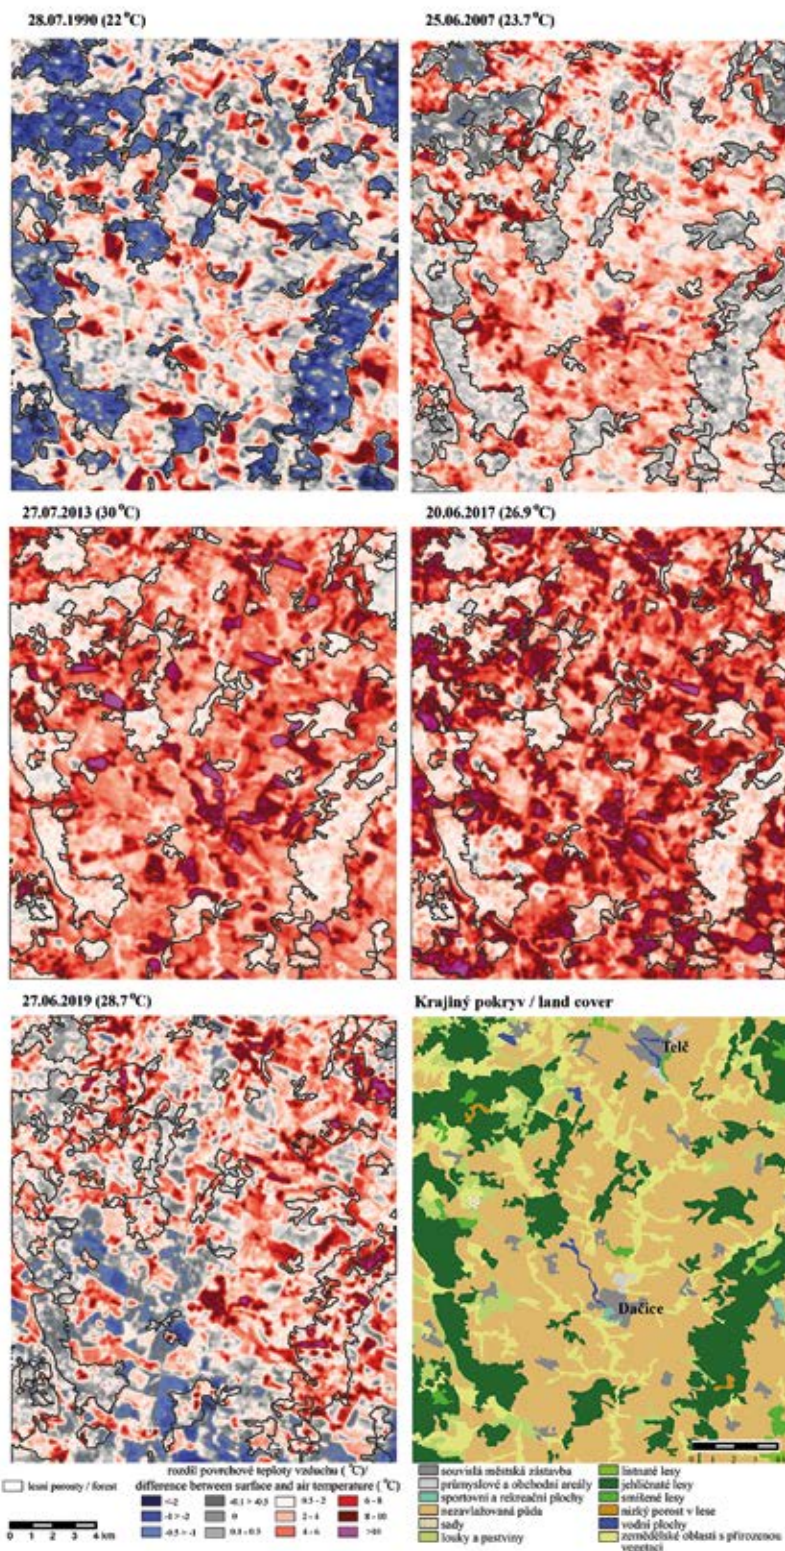 28.07.1990 (22 °C)
25.06.2007 (23.7 °C)
27.07.2013 (30 °C)
20.06.2017 (26.9 °C)
27.06.2019 (28.7 °C)
Krajiný pokryv / land cover
Telč
Dačice
lesní porosty / forest
0 1 2 3 4 km
rozdíl povrchové teploty vzduchu ( °C)/
difference between surface and air temperature ( °C)
-1 > -2
-0.5 > -1
-0.1 > -0.5
0
0.1 - 0.5
0.5 - 2
2 - 4
4 - 6
6 - 8
8 - 10
>10
souvislá městská zástavba
průmyslové a obchodní areály
sportovní a rekreační plochy
nezavlažovaná půda
sady
louky a pastviny
listnaté lesy
jehličnaté lesy
smíšené lesy
nízký porost v lese
vodní plochy
zemědělské oblasti s přirozenou
vegetací